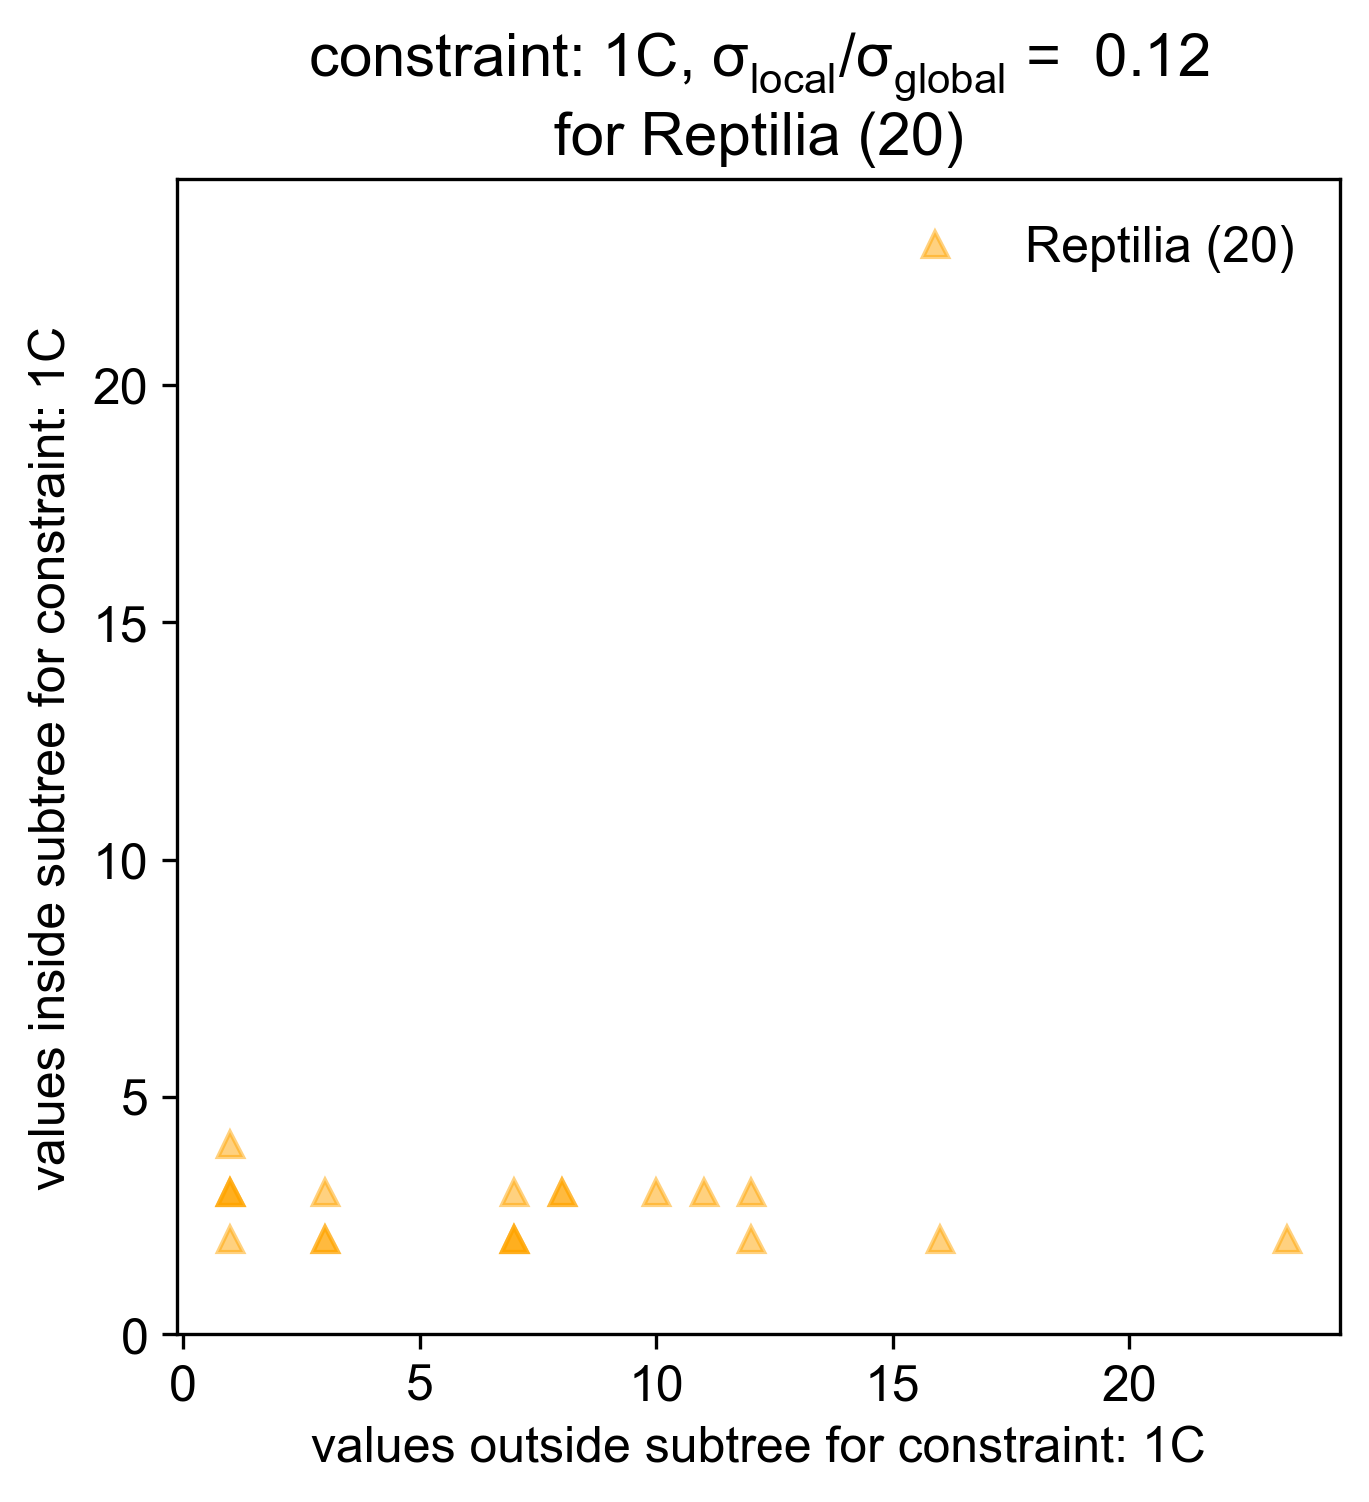 constraint: 1C, σlocal/σglobal = 0.12
for Reptilia (20)
Reptilia (20)
values inside subtree for constraint: 1C
20
15
10
5
0
0 5 10 15 20
values outside subtree for constraint: 1C